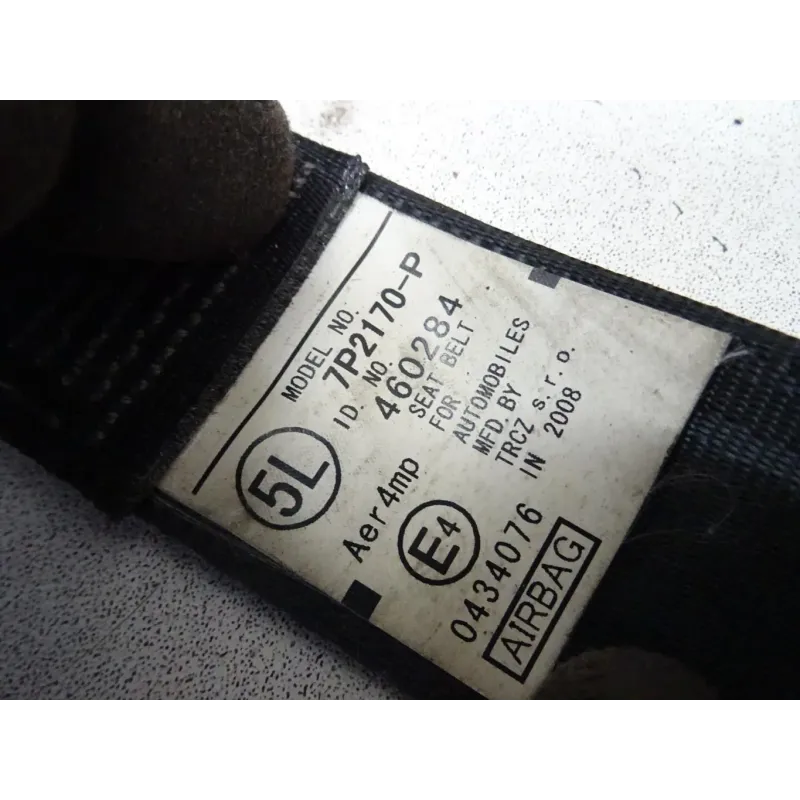 MODEL NO.
7P2170-P
ID. NO.
460284
SEAT BELT
FOR
AUTOMOBILES
MFD BY
TRCZ s.r.o.
IN 2008
5L
Aer4mp
E4
0434076
AIRBAG